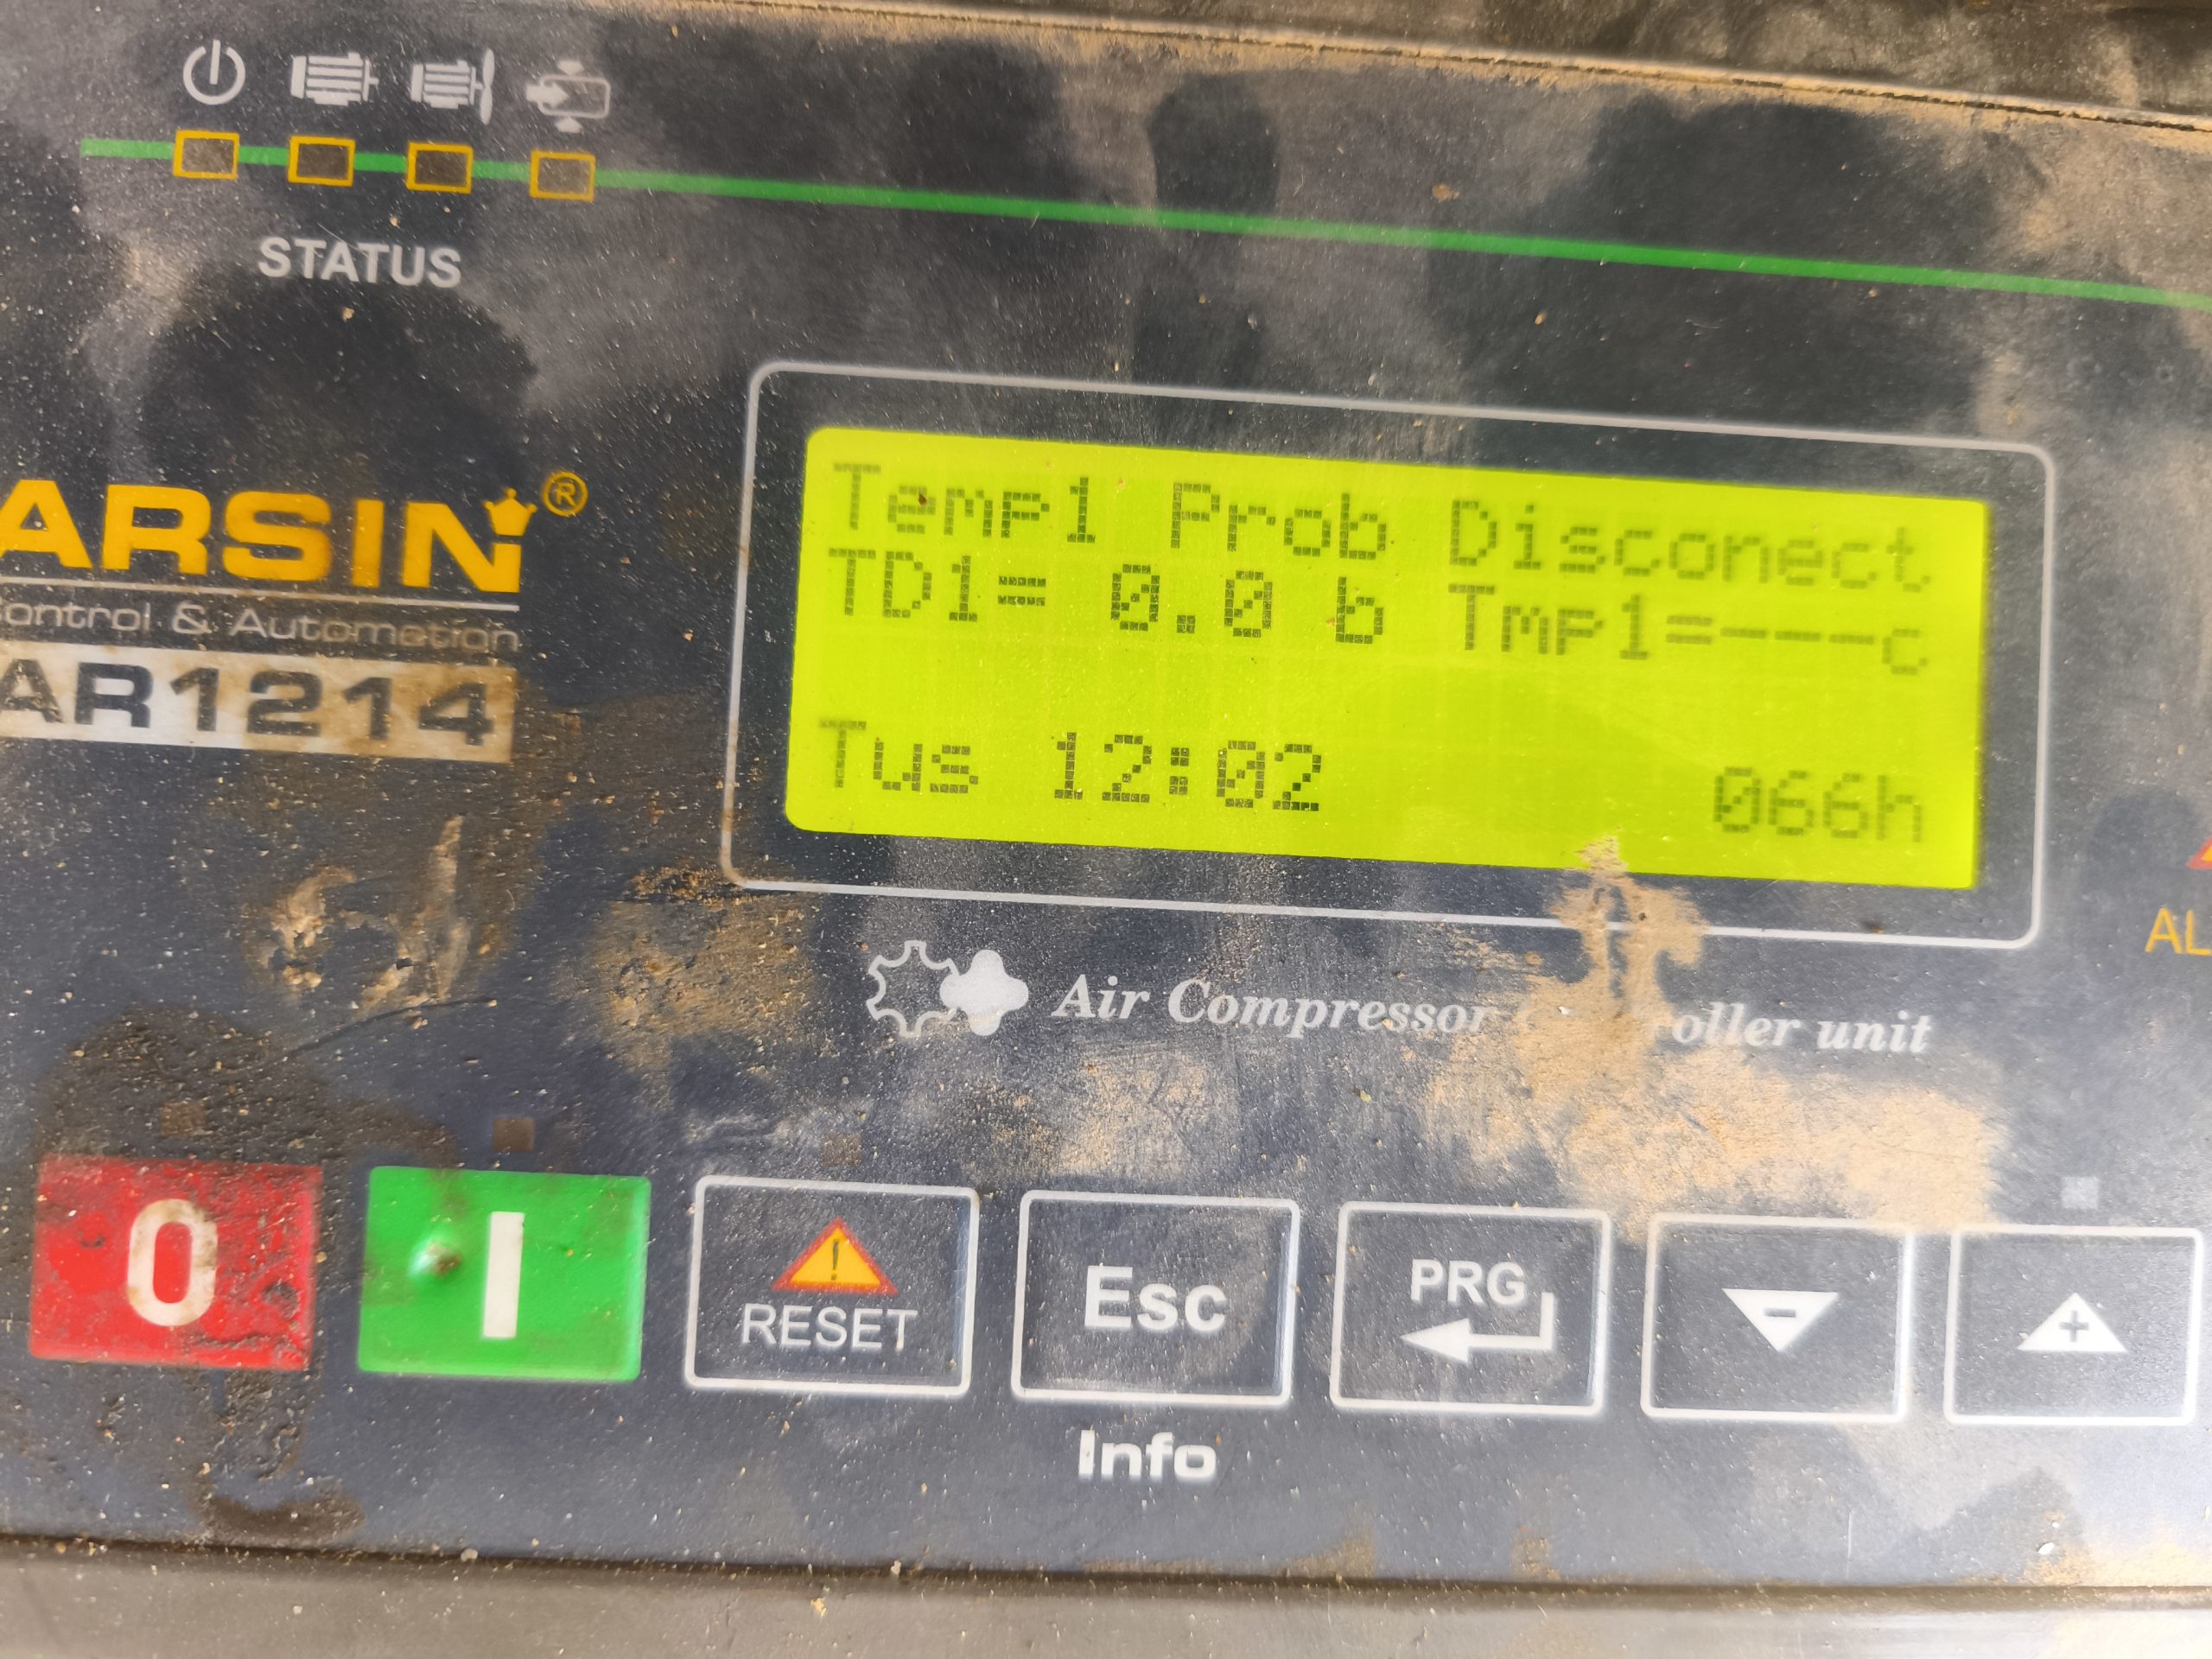 STATUS
ARSIN®
ontrol & Automation
AR1214
Temp1 Prob Disconect
TD1= 0.0 b Tmp1=---c
Tus 12:02 066h
Air Compressor oller unit
AL
0 I RESET Esc PRG - +
Info